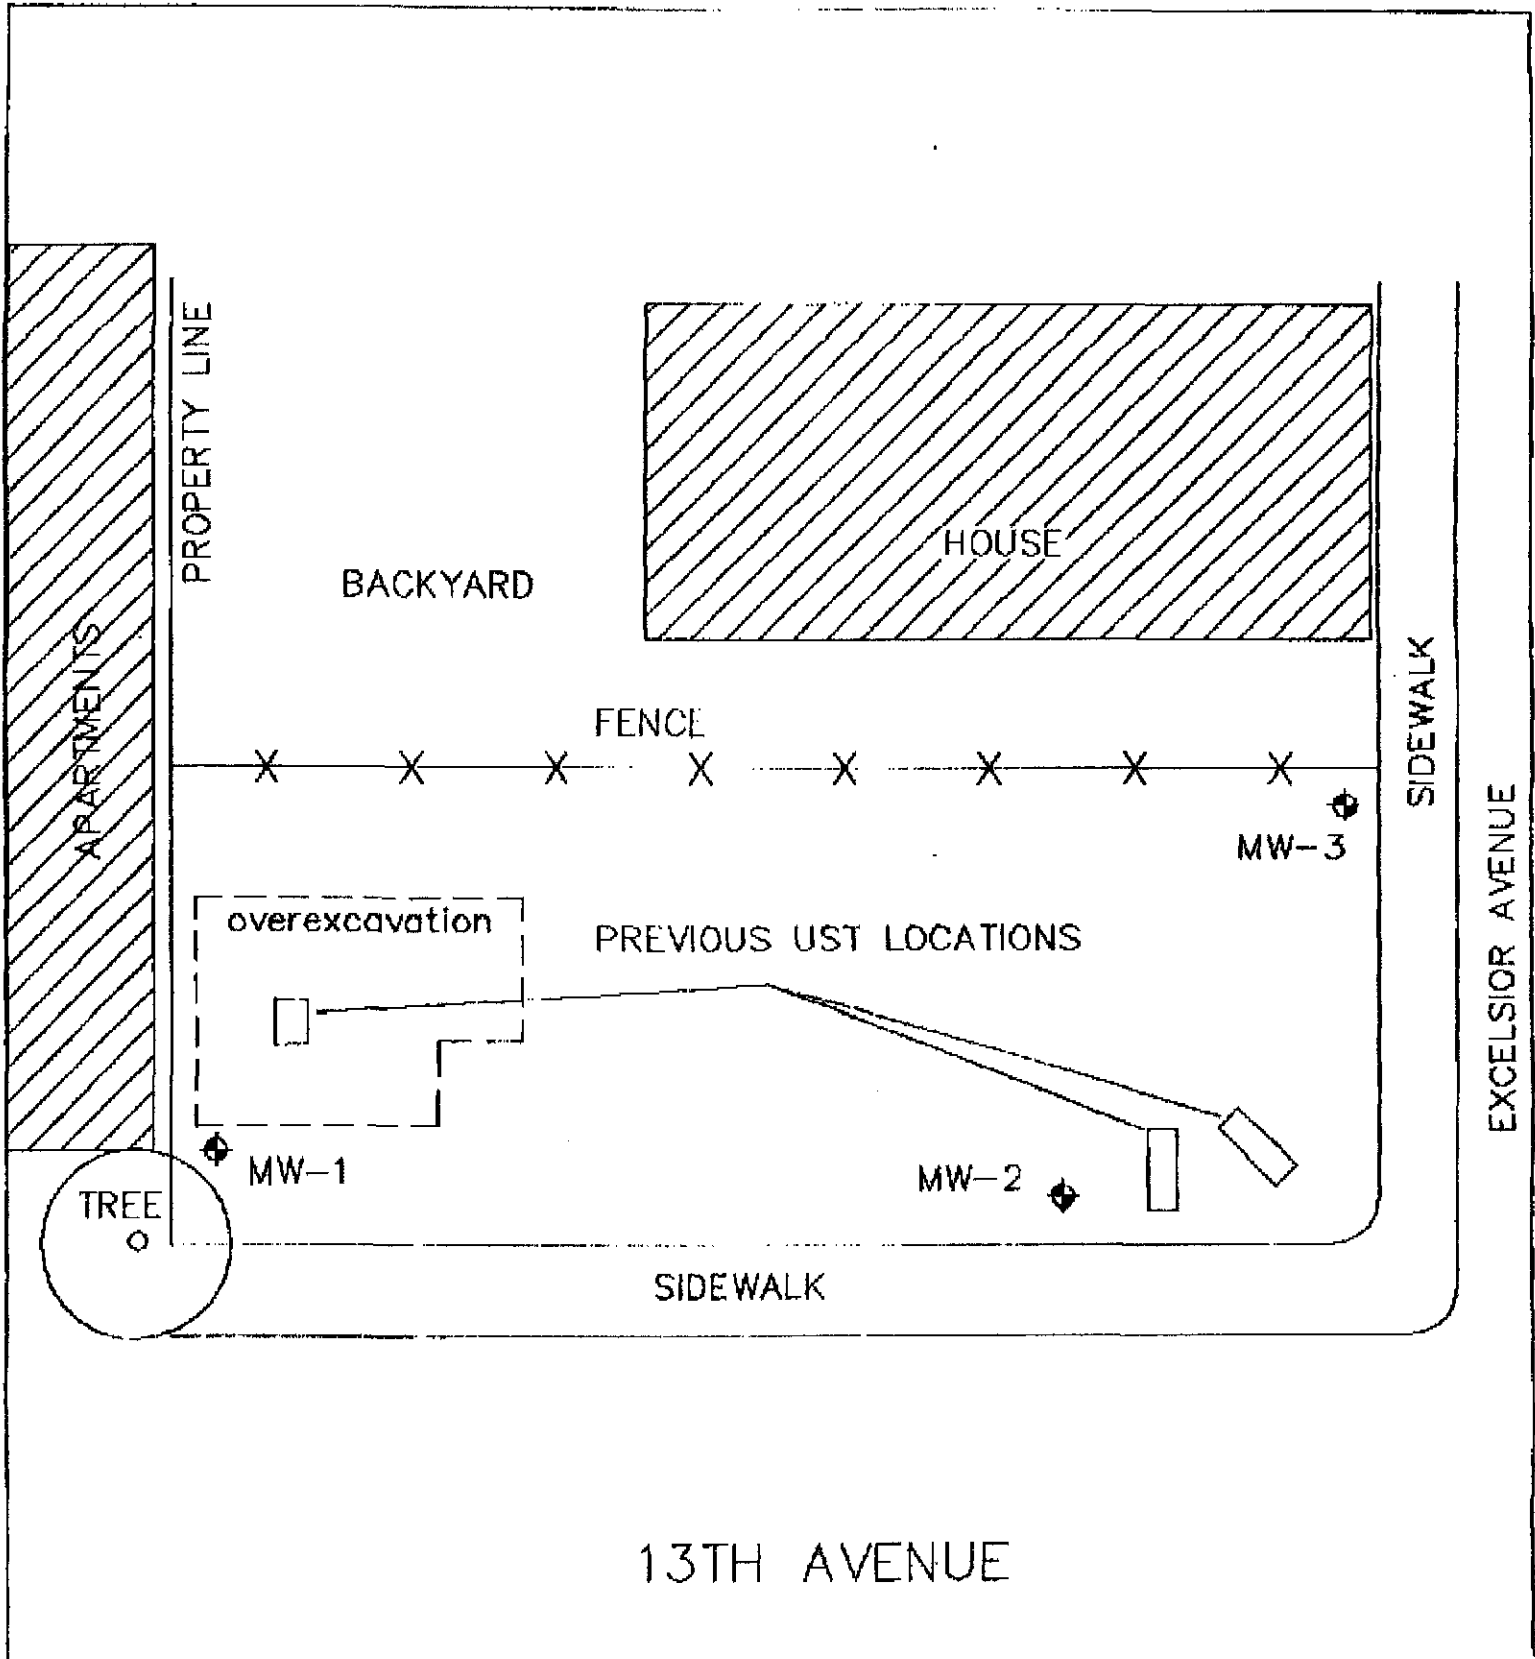 PROPERTY LINE
HOUSE
BACKYARD
APARTMENTS
FENCE
SIDEWALK
MW-3
EXCELSIOR AVENUE
overexcavation
PREVIOUS UST LOCATIONS
MW-1
MW-2
TREE
SIDEWALK
13TH AVENUE